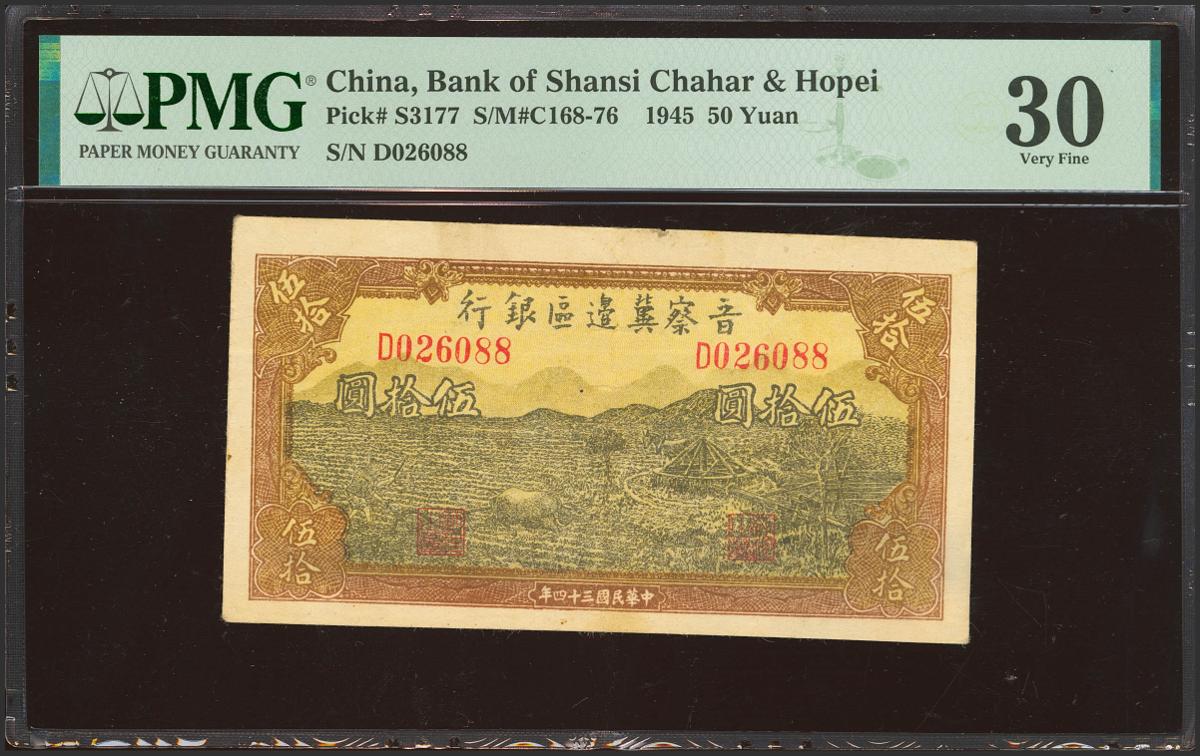 PMG®
PAPER MONEY GUARANTY
China, Bank of Shansi Chahar & Hopei
Pick# S3177 S/M#C168-76 1945 50 Yuan
S/N D026088
30
Very Fine
伍拾
伍拾
晋察冀邊區銀行
D026088
D026088
伍拾圓
伍拾圓
伍拾
伍拾
中華民國三十四年